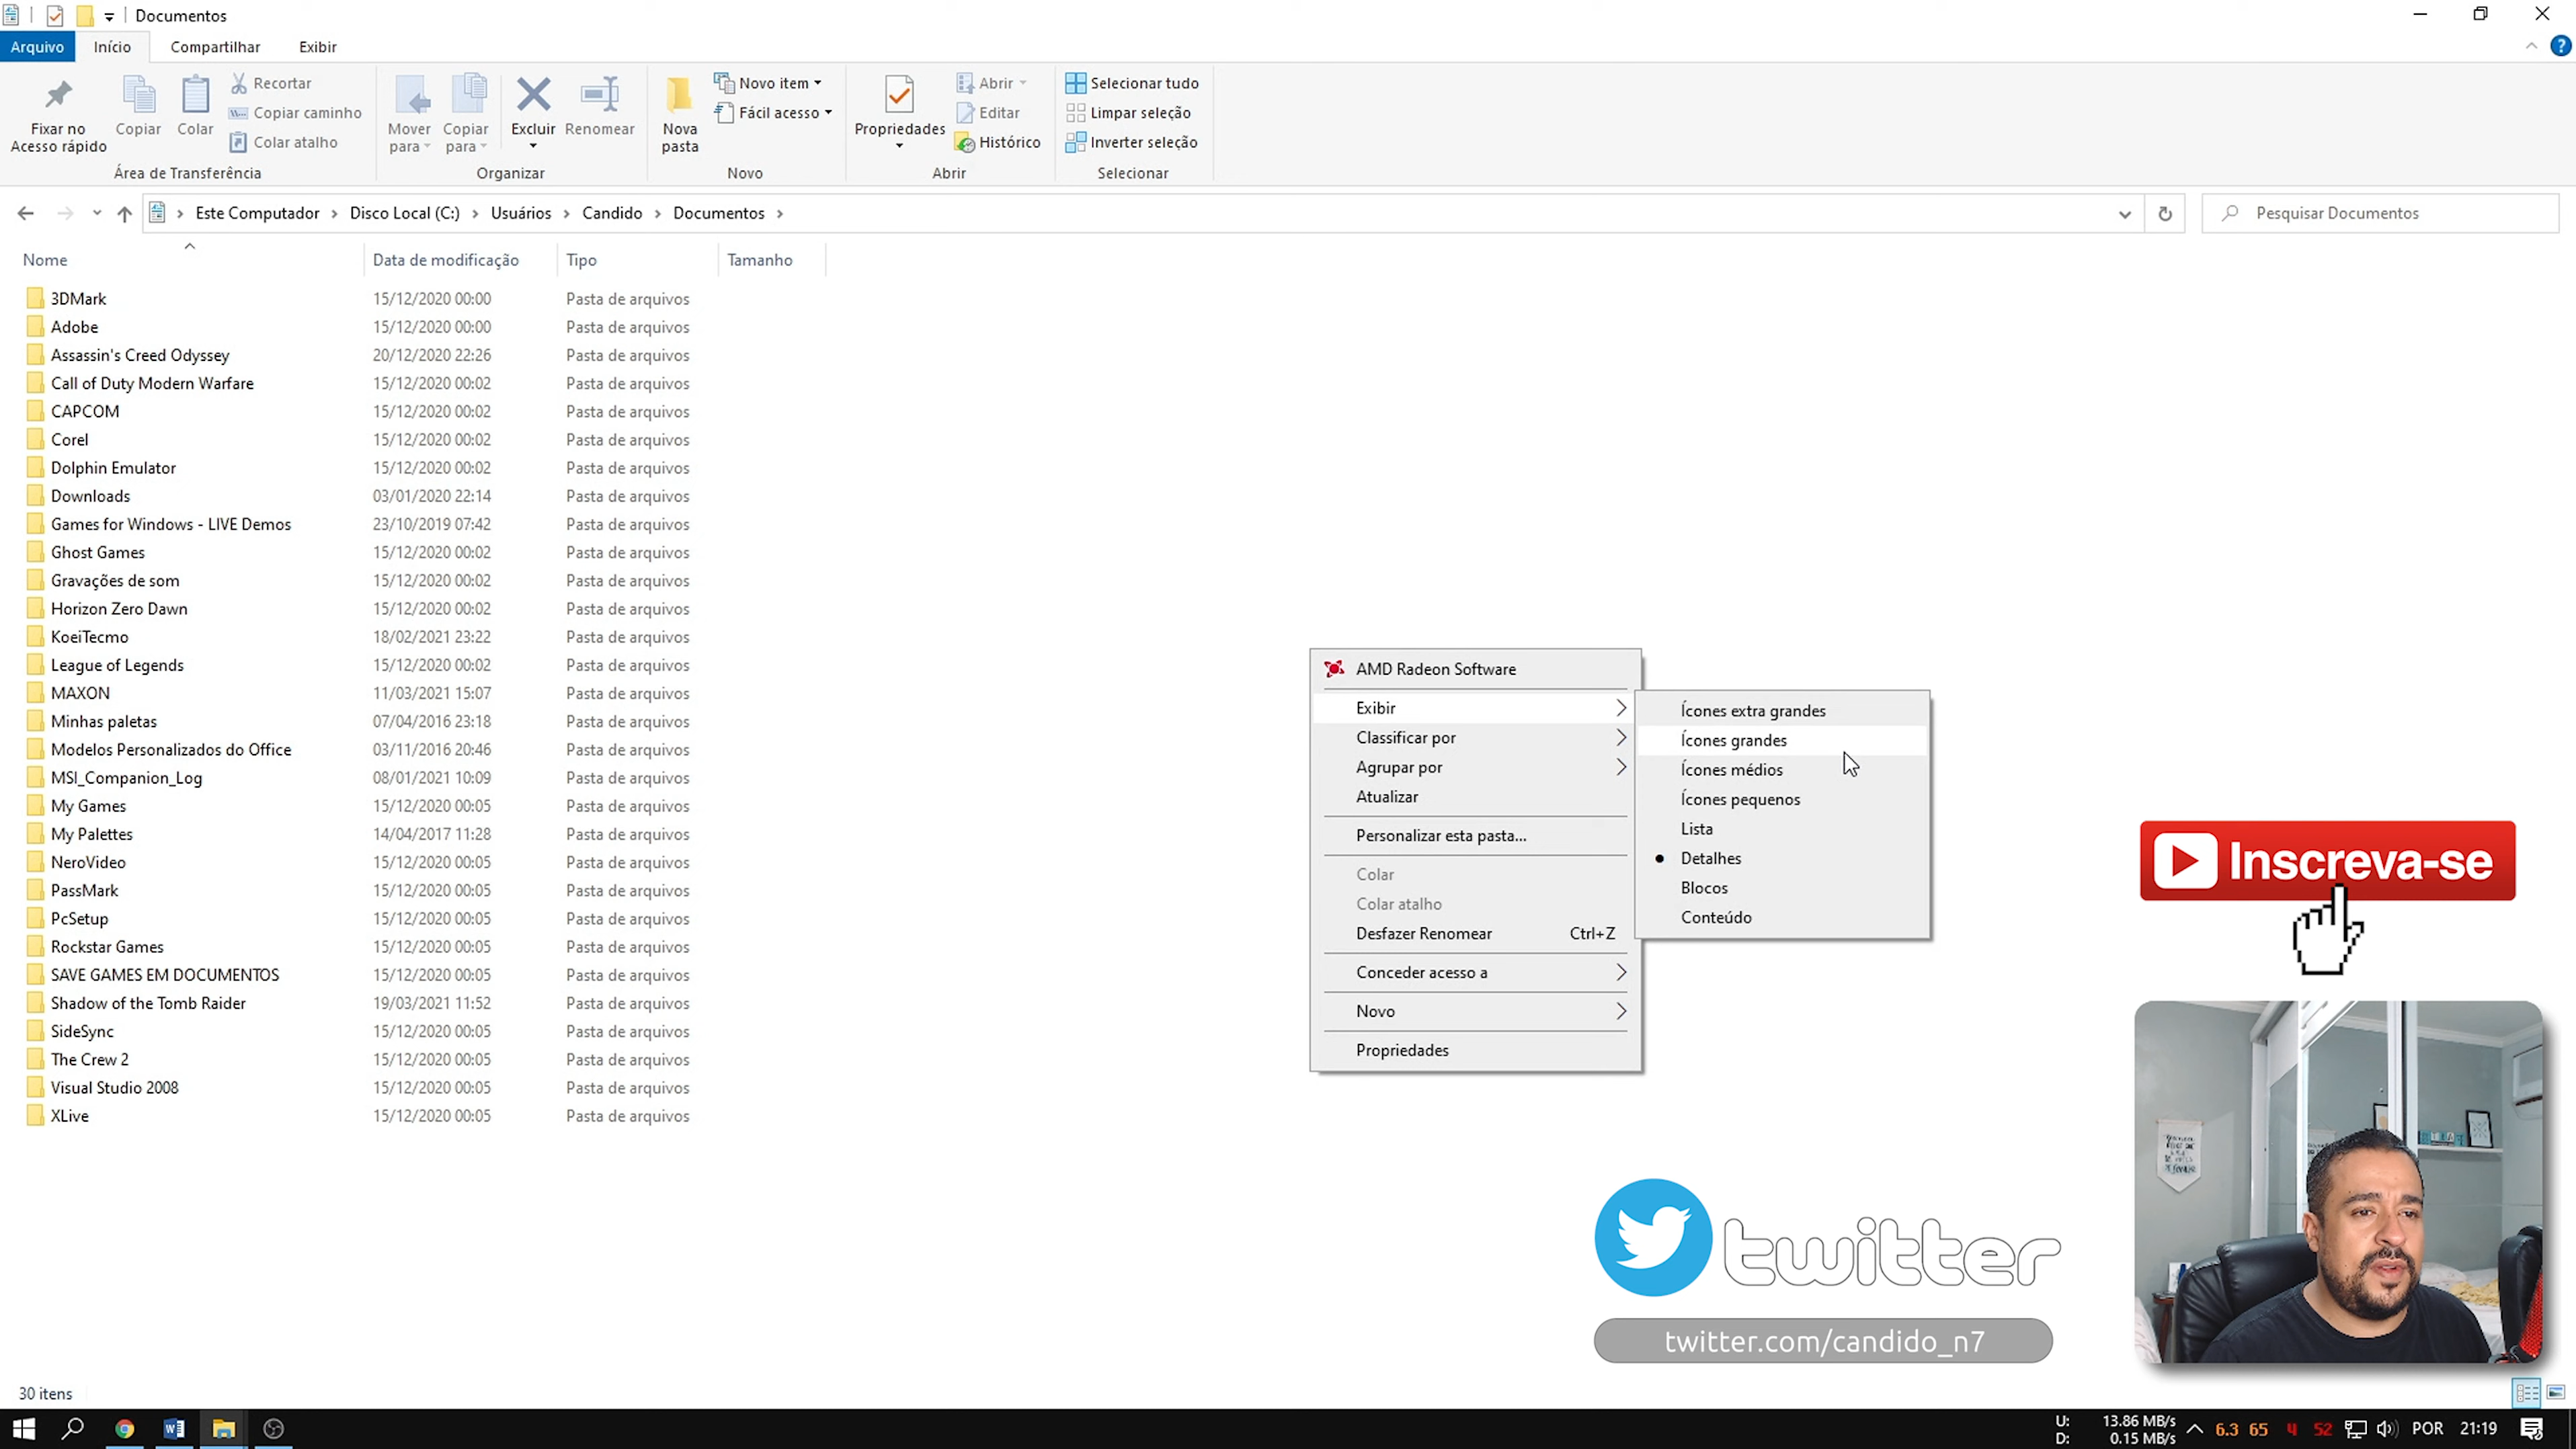 Documentos
Arquivo Início Compartilhar Exibir
Fixar no Acesso rápido
Copiar
Colar
Recortar
Copiar caminho
Colar atalho
Área de Transferência
Mover para
Copiar para
Excluir
Renomear
Organizar
Nova pasta
Novo item
Fácil acesso
Novo
Propriedades
Abrir
Editar
Histórico
Abrir
Selecionar tudo
Limpar seleção
Inverter seleção
Selecionar
Este Computador > Disco Local (C:) > Usuários > Candido > Documentos >
Pesquisar Documentos
Nome Data de modificação Tipo Tamanho
3DMark 15/12/2020 00:00 Pasta de arquivos
Adobe 15/12/2020 00:00 Pasta de arquivos
Assassin's Creed Odyssey 20/12/2020 22:26 Pasta de arquivos
Call of Duty Modern Warfare 15/12/2020 00:02 Pasta de arquivos
CAPCOM 15/12/2020 00:02 Pasta de arquivos
Corel 15/12/2020 00:02 Pasta de arquivos
Dolphin Emulator 15/12/2020 00:02 Pasta de arquivos
Downloads 03/01/2020 22:14 Pasta de arquivos
Games for Windows - LIVE Demos 23/10/2019 07:42 Pasta de arquivos
Ghost Games 15/12/2020 00:02 Pasta de arquivos
Gravações de som 15/12/2020 00:02 Pasta de arquivos
Horizon Zero Dawn 15/12/2020 00:02 Pasta de arquivos
KoeiTecmo 18/02/2021 23:22 Pasta de arquivos
League of Legends 15/12/2020 00:02 Pasta de arquivos
MAXON 11/03/2021 15:07 Pasta de arquivos
Minhas paletas 07/04/2016 23:18 Pasta de arquivos
Modelos Personalizados do Office 03/11/2016 20:46 Pasta de arquivos
MSI_Companion_Log 08/01/2021 10:09 Pasta de arquivos
My Games 15/12/2020 00:05 Pasta de arquivos
My Palettes 14/04/2017 11:28 Pasta de arquivos
NeroVideo 15/12/2020 00:05 Pasta de arquivos
PassMark 15/12/2020 00:05 Pasta de arquivos
PcSetup 15/12/2020 00:05 Pasta de arquivos
Rockstar Games 15/12/2020 00:05 Pasta de arquivos
SAVE GAMES EM DOCUMENTOS 15/12/2020 00:05 Pasta de arquivos
Shadow of the Tomb Raider 19/03/2021 11:52 Pasta de arquivos
SideSync 15/12/2020 00:05 Pasta de arquivos
The Crew 2 15/12/2020 00:05 Pasta de arquivos
Visual Studio 2008 15/12/2020 00:05 Pasta de arquivos
XLive 15/12/2020 00:05 Pasta de arquivos
AMD Radeon Software
Exibir
Classificar por
Agrupar por
Atualizar
Personalizar esta pasta...
Colar
Colar atalho
Desfazer Renomear Ctrl+Z
Conceder acesso a
Novo
Propriedades
Ícones extra grandes
Ícones grandes
Ícones médios
Ícones pequenos
Lista
Detalhes
Blocos
Conteúdo
Inscreva-se
twitter
twitter.com/candido_n7
30 itens
U: 13.86 MB/s
D: 0.15 MB/s
6.3 65 4 52 POR 21:19